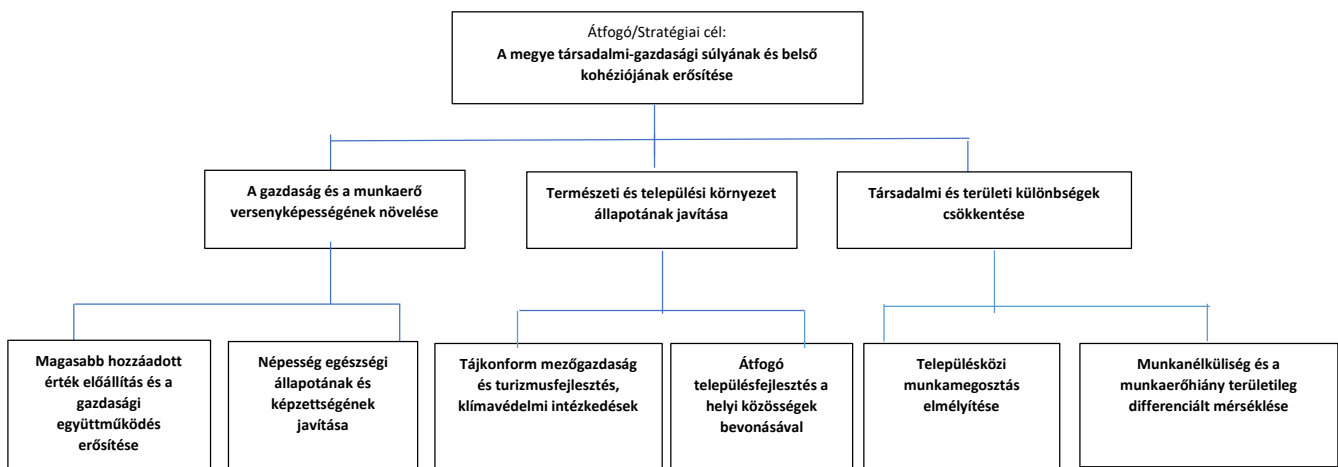 Átfogó/Stratégiai cél:
A megye társadalmi-gazdasági súlyának és belső
kohéziójának erősítése
A gazdaság és a munkaerő
versenyképességének növelése
Természeti és települési környezet
állapotának javítása
Társadalmi és területi különbségek
csökkentése
Magasabb hozzáadott
érték előállítás és a
gazdasági
együttműködés
erősítése
Népesség egészségi
állapotának és
képzettségének
javítása
Tájkonform mezőgazdaság
és turizmusfejlesztés,
klímavédelmi intézkedések
Átfogó
településfejlesztés a
helyi közösségek
bevonásával
Településközi
munkamegosztás
elmélyítése
Munkanélküliség és a
munkaerőhiány területileg
differenciált mérséklése